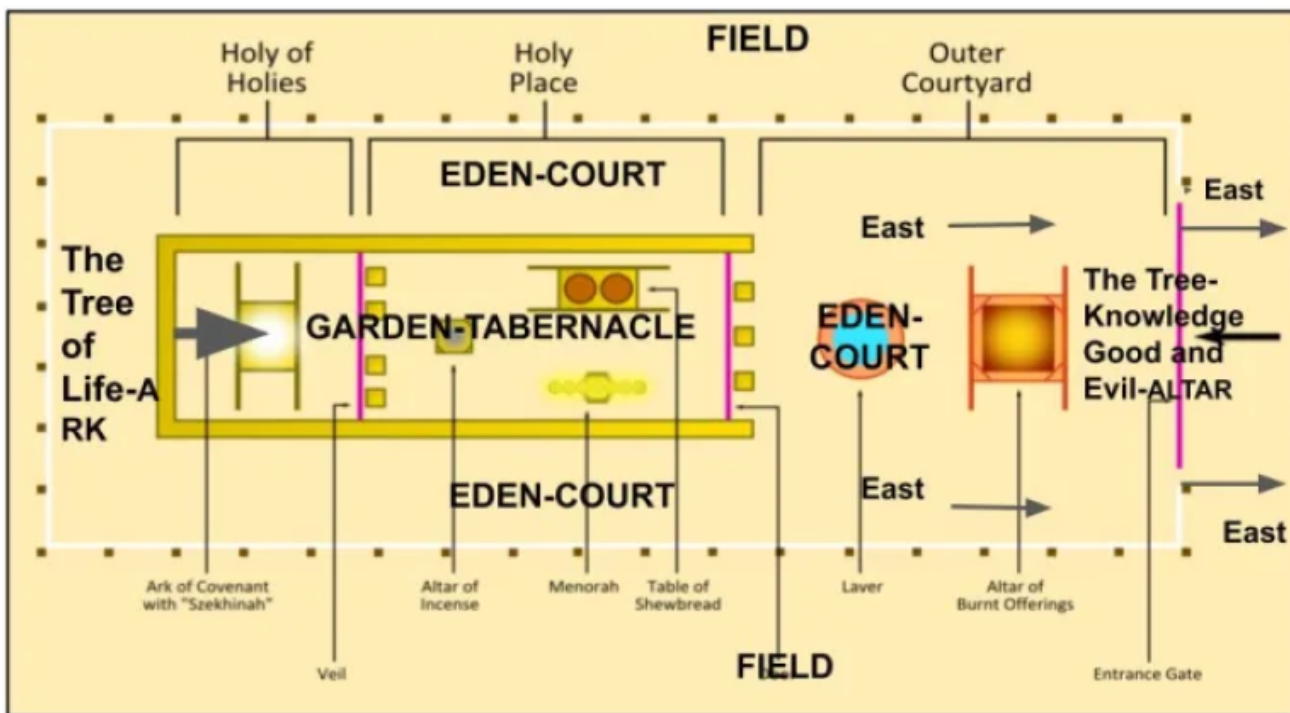 FIELD
Holy of
Holies
Holy
Place
Outer
Courtyard
EDEN-COURT
East
East
The
Tree
of
Life-A
RK
GARDEN-TABERNACLE
EDEN-
COURT
The Tree-
Knowledge
Good and
Evil-ALTAR
EDEN-COURT
East
East
Ark of Covenant
with "Szekhinah"
Altar of
Incense
Menorah
Table of
Shewbread
Laver
Altar of
Burnt Offerings
Veil
FIELD
Entrance Gate